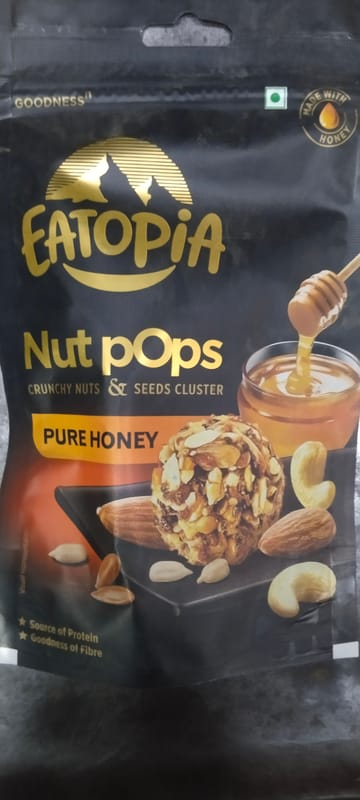 GOODNESS
MADE WITH
HONEY
EATOPIA
Nut pOps
CRUNCHY NUTS & SEEDS CLUSTER
PURE HONEY
★ Source of Protein
★ Goodness of Fibre